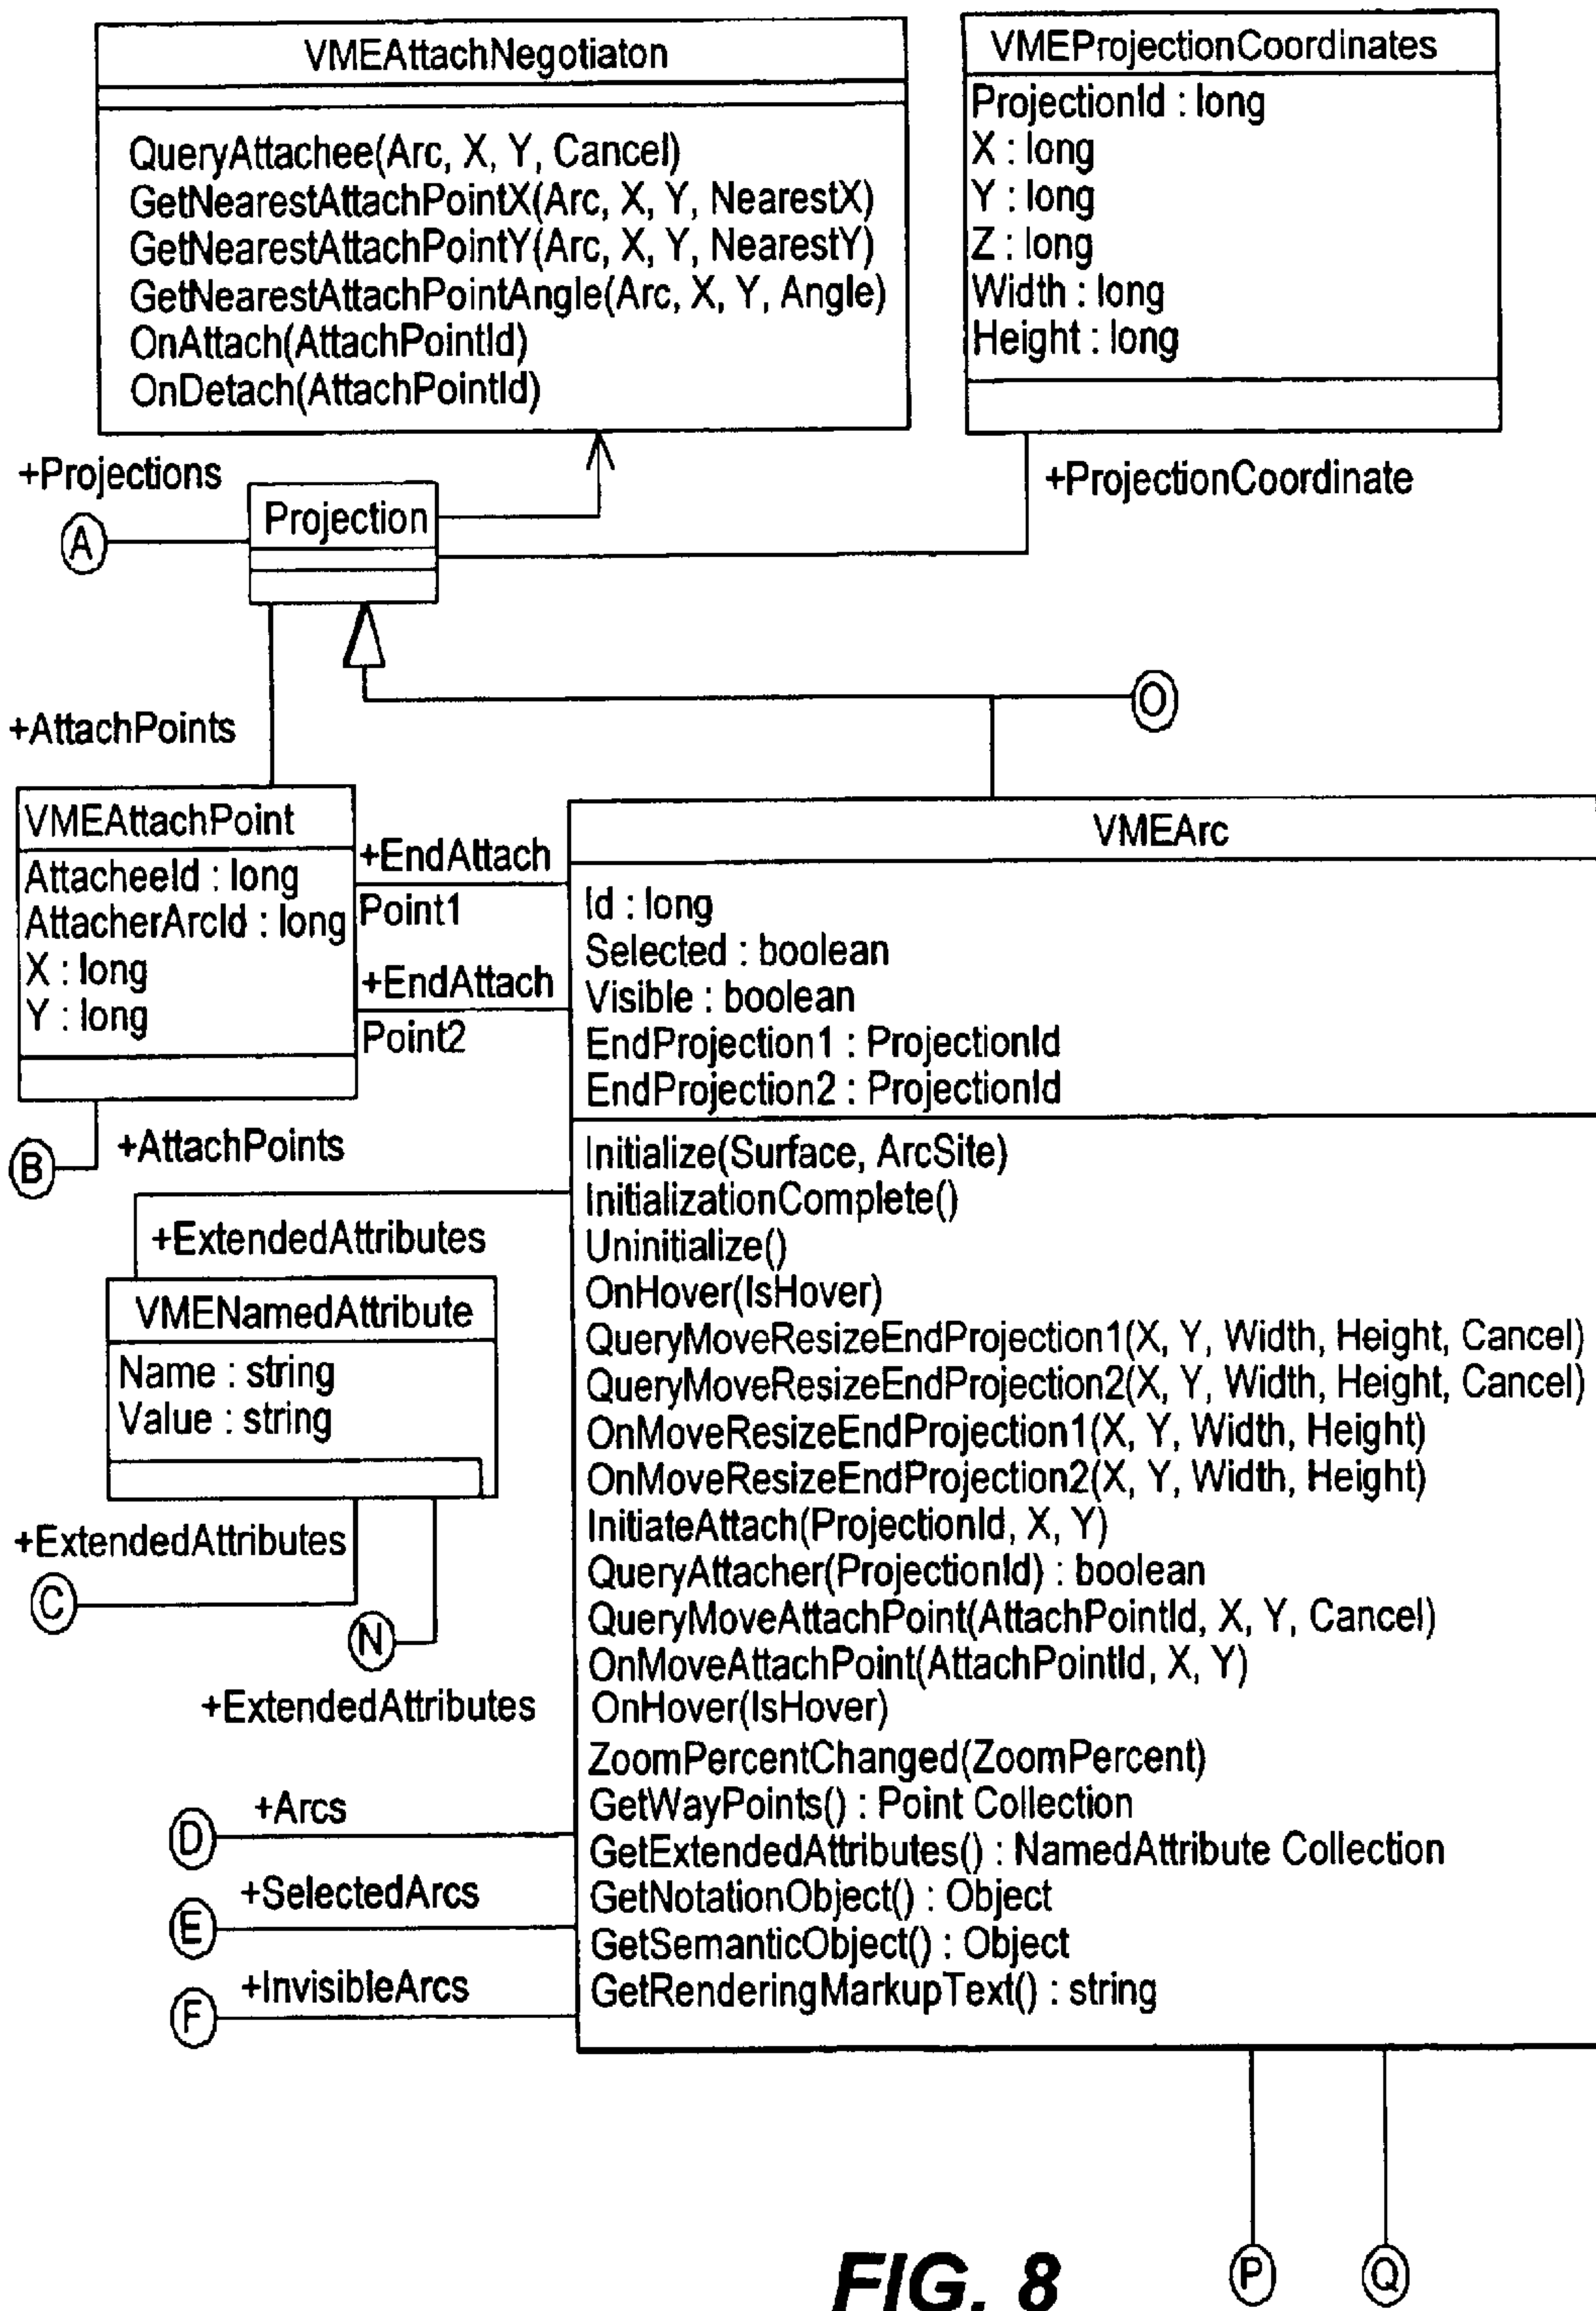 VMEAttachNegotiaton
QueryAttachee(Arc, X, Y, Cancel)
GetNearestAttachPointX(Arc, X, Y, NearestX)
GetNearestAttachPointY(Arc, X, Y, NearestY)
GetNearestAttachPointAngle(Arc, X, Y, Angle)
OnAttach(AttachPointId)
OnDetach(AttachPointId)
VMEProjectionCoordinates
ProjectionId : long
X : long
Y : long
Z : long
Width : long
Height : long
+Projections
A
Projection
+ProjectionCoordinate
O
+AttachPoints
VMEAttachPoint
AttacheeId : long
AttacherArcId : long
X : long
Y : long
+EndAttach
Point1
+EndAttach
Point2
B
+AttachPoints
+ExtendedAttributes
VMENamedAttribute
Name : string
Value : string
+ExtendedAttributes
C
N
+ExtendedAttributes
VMEArc
Id : long
Selected : boolean
Visible : boolean
EndProjection1 : ProjectionId
EndProjection2 : ProjectionId
Initialize(Surface, ArcSite)
InitializationComplete()
Uninitialize()
OnHover(IsHover)
QueryMoveResizeEndProjection1(X, Y, Width, Height, Cancel)
QueryMoveResizeEndProjection2(X, Y, Width, Height, Cancel)
OnMoveResizeEndProjection1(X, Y, Width, Height)
OnMoveResizeEndProjection2(X, Y, Width, Height)
InitiateAttach(ProjectionId, X, Y)
QueryAttacher(ProjectionId) : boolean
QueryMoveAttachPoint(AttachPointId, X, Y, Cancel)
OnMoveAttachPoint(AttachPointId, X, Y)
OnHover(IsHover)
ZoomPercentChanged(ZoomPercent)
GetWayPoints() : Point Collection
GetExtendedAttributes() : NamedAttribute Collection
GetNotationObject() : Object
GetSemanticObject() : Object
GetRenderingMarkupText() : string
+Arcs
D
+SelectedArcs
E
+InvisibleArcs
F
P
Q
FIG. 8